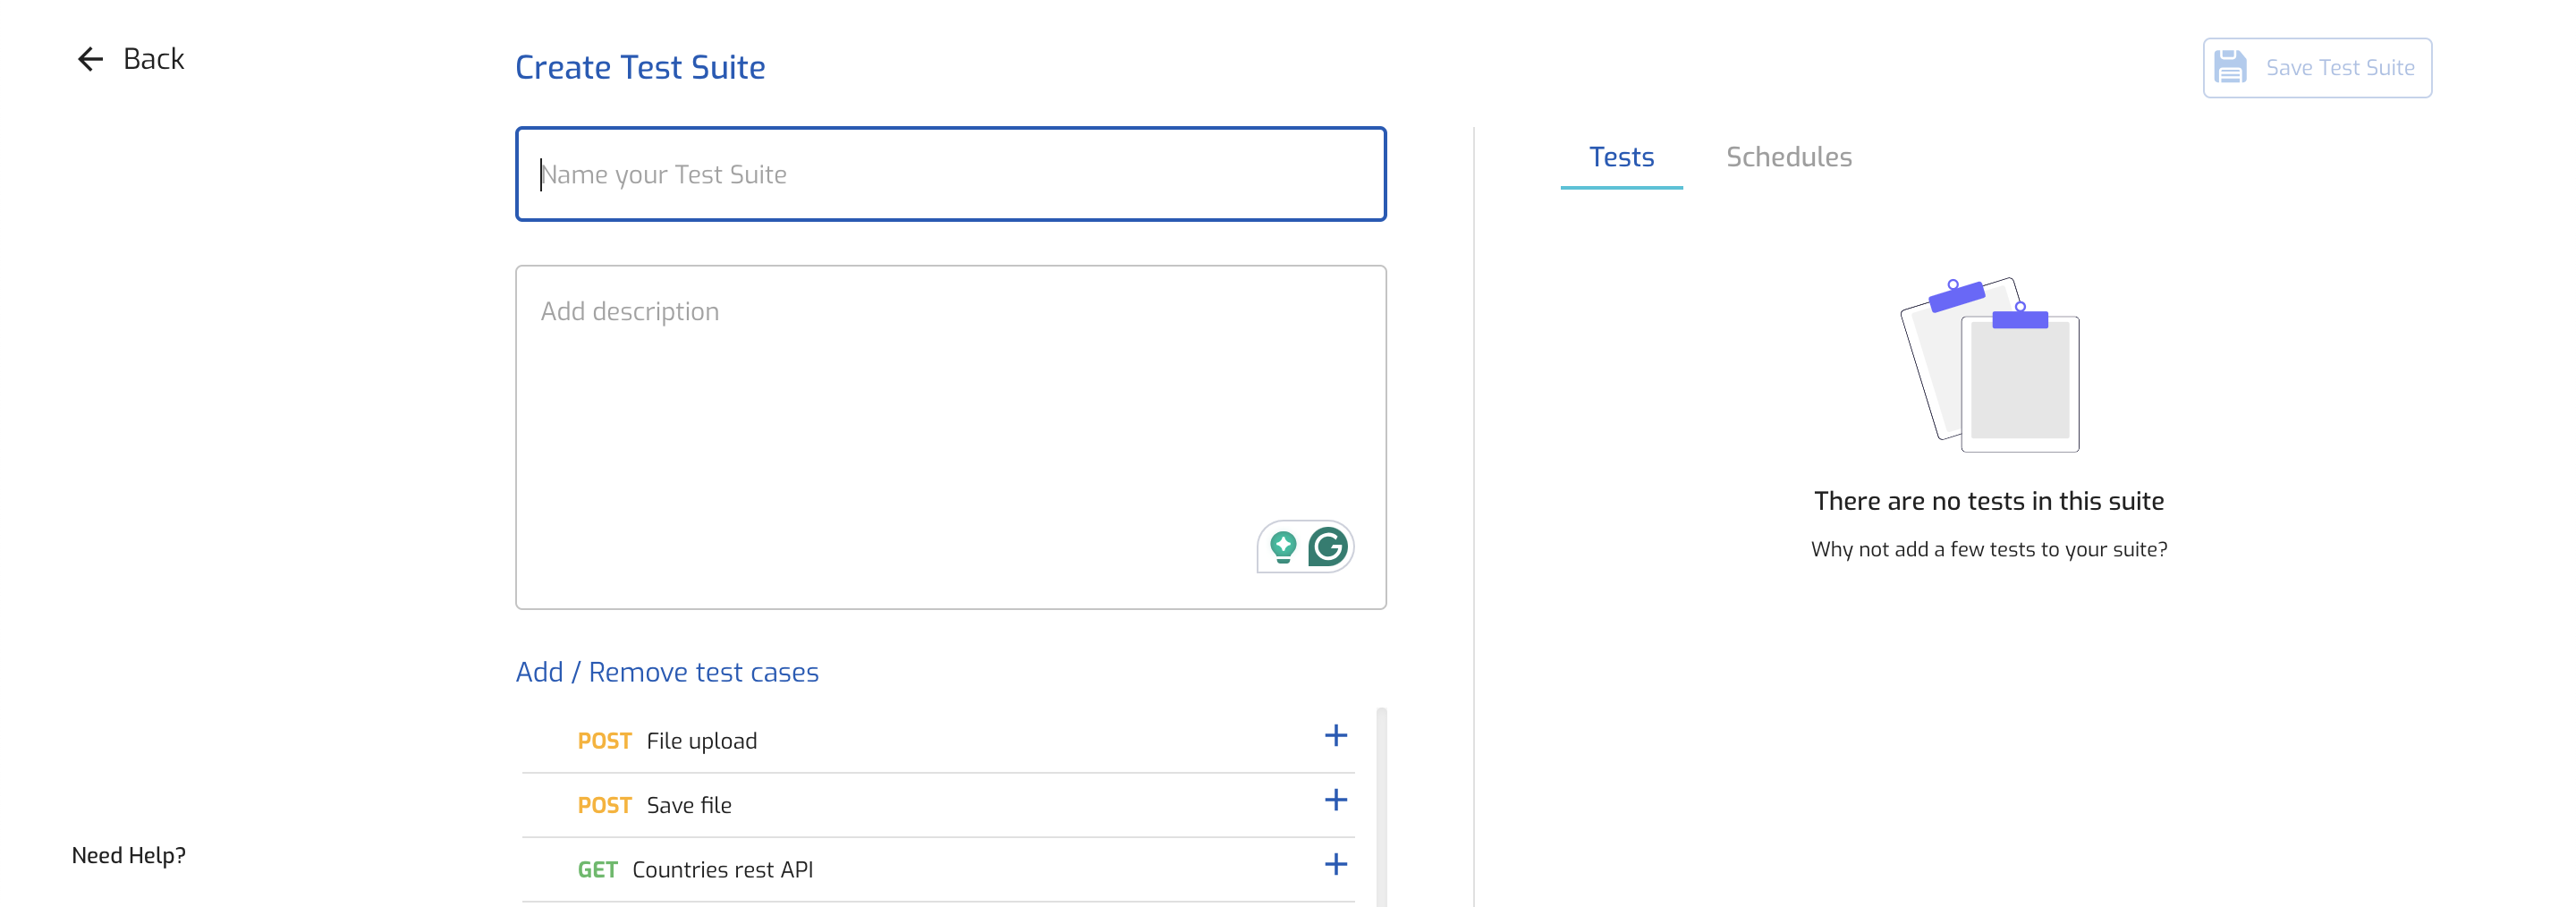 Back
Create Test Suite
Save Test Suite
Name your Test Suite
Add description
Add / Remove test cases
POST File upload
POST Save file
GET Countries rest API
Need Help?
Tests
Schedules
There are no tests in this suite
Why not add a few tests to your suite?